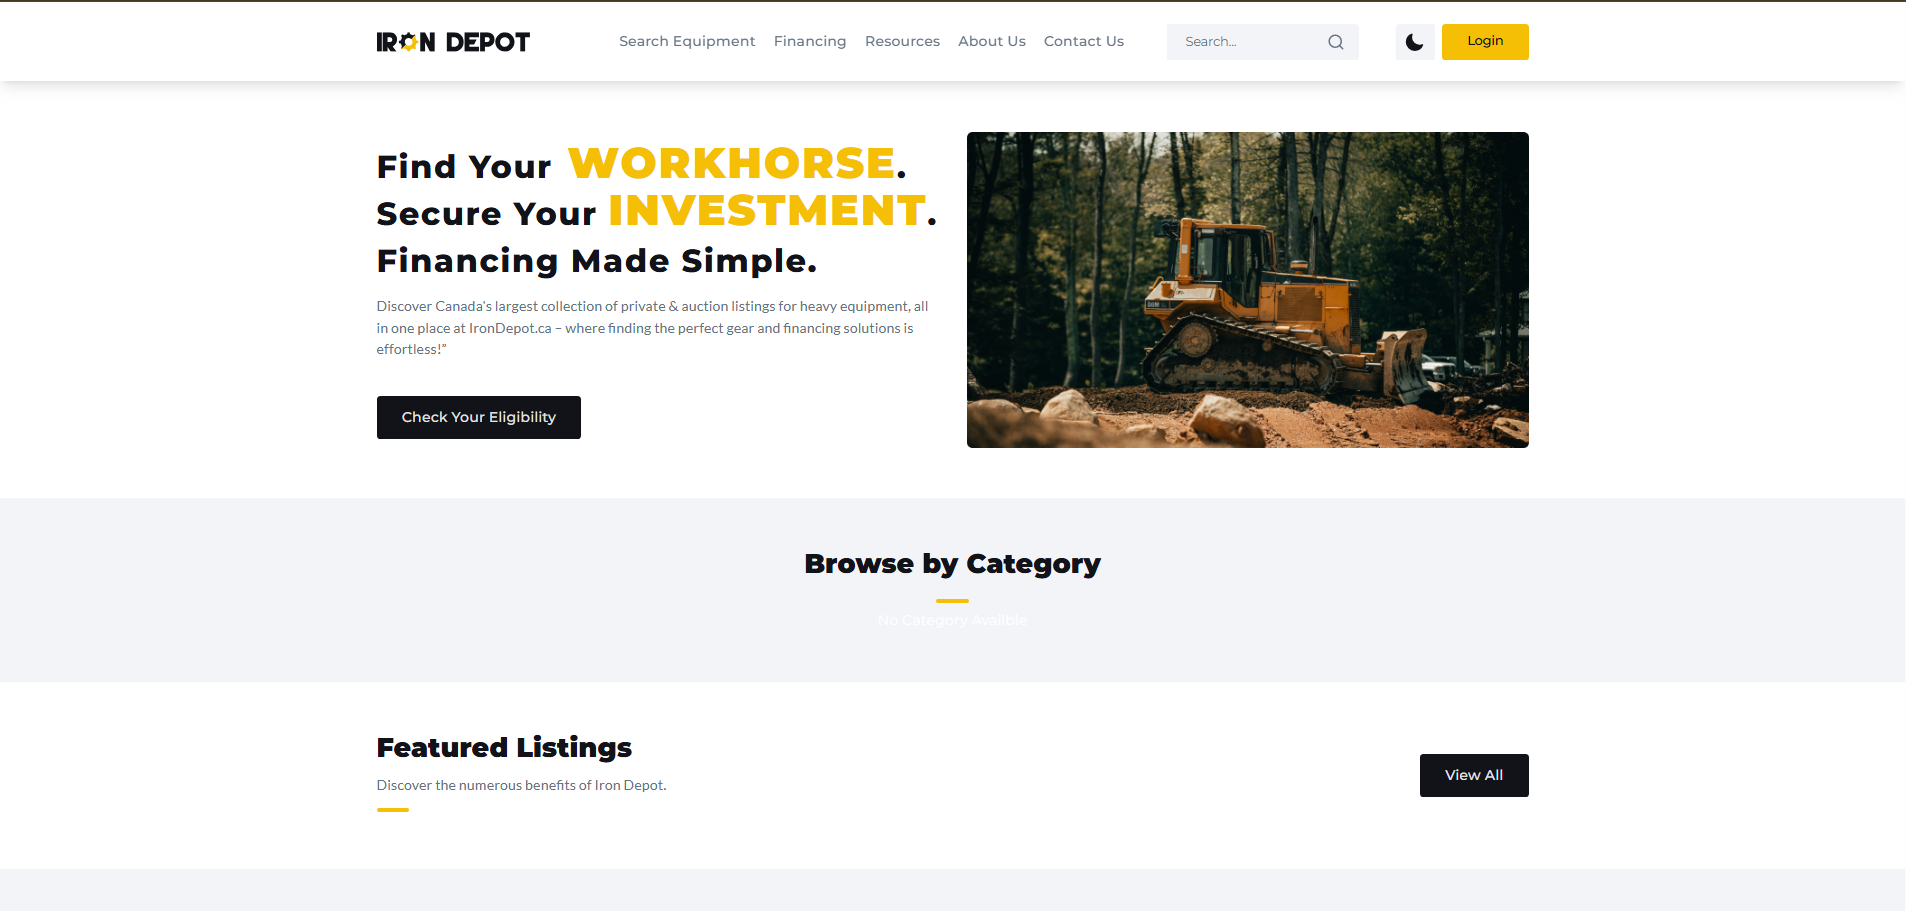 IRON DEPOT
Search Equipment Financing Resources About Us Contact Us
Search...
Login
Find Your WORKHORSE.
Secure Your INVESTMENT.
Financing Made Simple.
Discover Canada's largest collection of private & auction listings for heavy equipment, all
in one place at IronDepot.ca – where finding the perfect gear and financing solutions is
effortless!”
Check Your Eligibility
Browse by Category
No Category Availble
Featured Listings
Discover the numerous benefits of Iron Depot.
View All